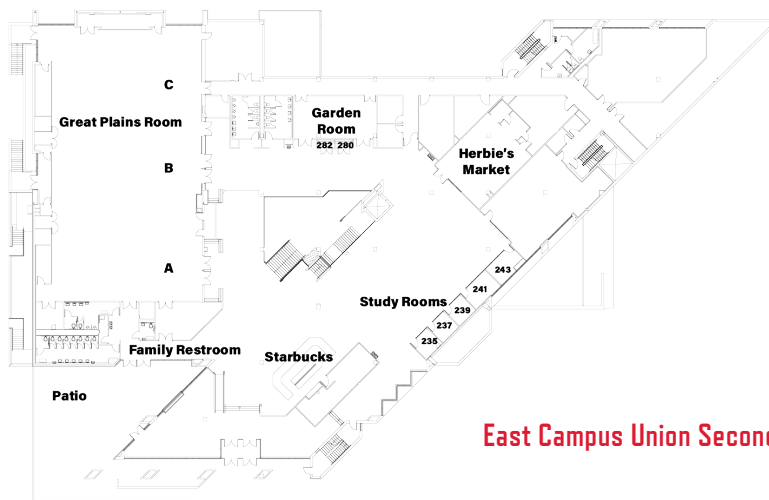 C
Great Plains Room
Garden
Room
282 280
B
Herbie's
Market
A
243
241
Study Rooms
239
237
235
Family Restroom
Starbucks
Patio
East Campus Union Second